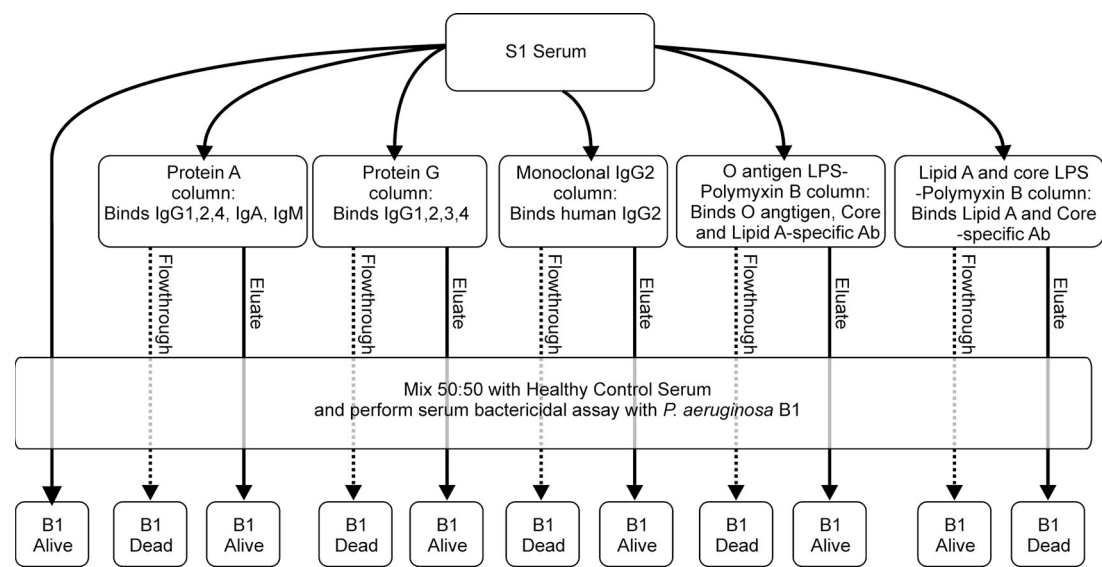 S1 Serum
Protein A
column:
Binds IgG1,2,4, IgA, IgM
Protein G
column:
Binds IgG1,2,3,4
Monoclonal IgG2
column:
Binds human IgG2
O antigen LPS-
Polymyxin B column:
Binds O angtigen, Core
and Lipid A-specific Ab
Lipid A and core LPS
-Polymyxin B column:
Binds Lipid A and Core
-specific Ab
Flowthrough
Eluate
Flowthrough
Eluate
Flowthrough
Eluate
Flowthrough
Eluate
Flowthrough
Eluate
Mix 50:50 with Healthy Control Serum
and perform serum bactericidal assay with P. aeruginosa B1
B1
Alive
B1
Dead
B1
Alive
B1
Dead
B1
Alive
B1
Dead
B1
Alive
B1
Dead
B1
Alive
B1
Alive
B1
Dead